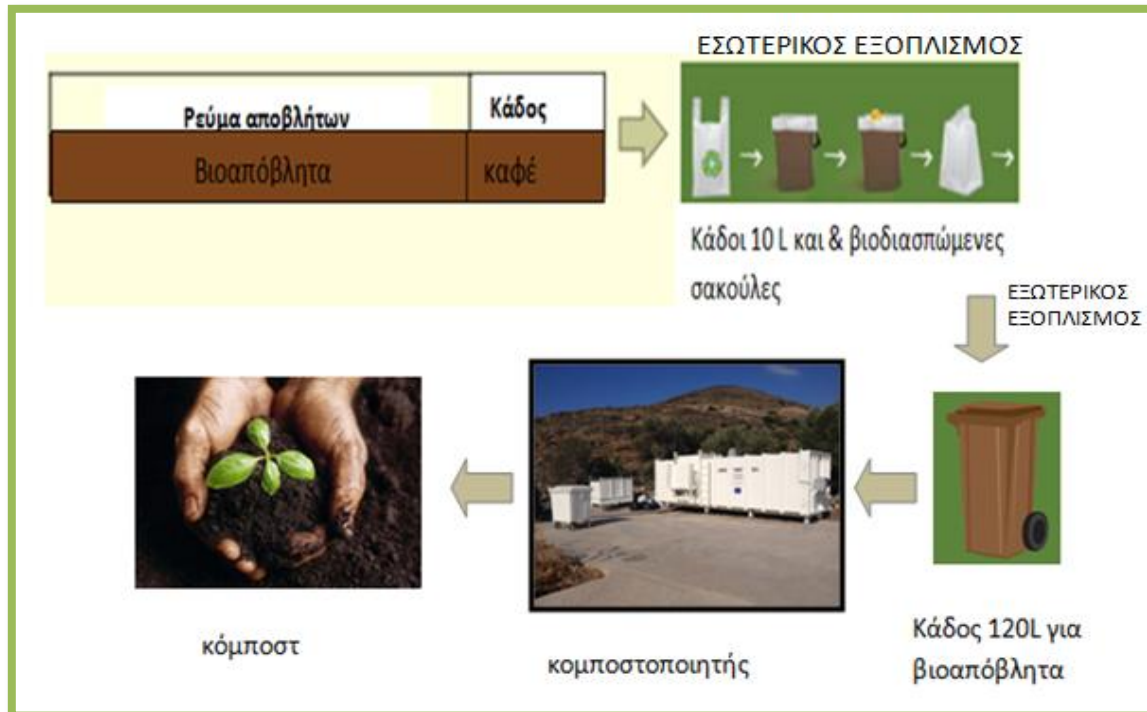 ΕΣΩΤΕΡΙΚΟΣ ΕΞΟΠΛΙΣΜΟΣ
Ρεύμα αποβλήτων Κάδος
Βιοαπόβλητα καφέ
Κάδοι 10 L και & βιοδιασπώμενες
σακούλες
ΕΞΩΤΕΡΙΚΟΣ
ΕΞΟΠΛΙΣΜΟΣ
Κάδος 120L για
βιοαπόβλητα
κομποστοποιητής
κόμποστ